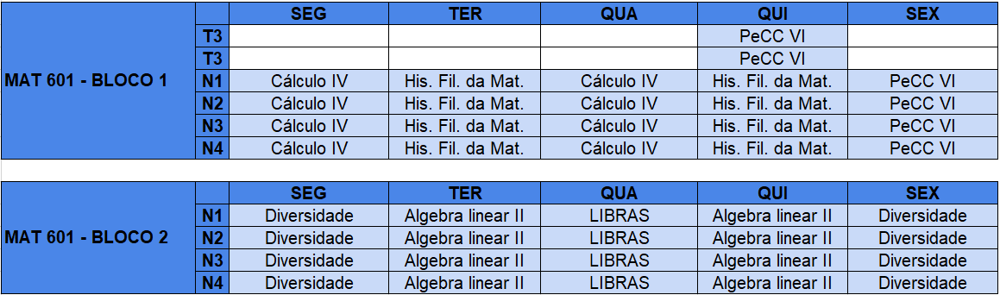 SEG TER QUA QUI SEX
T3 PeCC VI
T3 PeCC VI
MAT 601 - BLOCO 1 N1 Cálculo IV His. Fil. da Mat. Cálculo IV His. Fil. da Mat. PeCC VI
N2 Cálculo IV His. Fil. da Mat. Cálculo IV His. Fil. da Mat. PeCC VI
N3 Cálculo IV His. Fil. da Mat. Cálculo IV His. Fil. da Mat. PeCC VI
N4 Cálculo IV His. Fil. da Mat. Cálculo IV His. Fil. da Mat. PeCC VI
SEG TER QUA QUI SEX
N1 Diversidade Algebra linear II LIBRAS Algebra linear II Diversidade
MAT 601 - BLOCO 2 N2 Diversidade Algebra linear II LIBRAS Algebra linear II Diversidade
N3 Diversidade Algebra linear II LIBRAS Algebra linear II Diversidade
N4 Diversidade Algebra linear II LIBRAS Algebra linear II Diversidade